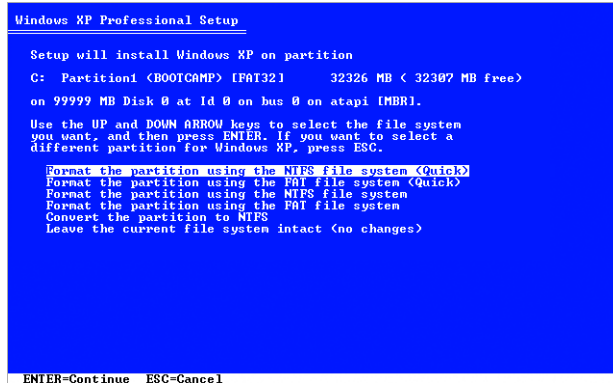 Windows XP Professional Setup
Setup will install Windows XP on partition
C:  Partition1 (BOOTCAMP) [FAT32]      32326 MB ( 32307 MB free)
on 99999 MB Disk 0 at Id 0 on bus 0 on atapi [MBR].
Use the UP and DOWN ARROW keys to select the file system
you want, and then press ENTER. If you want to select a
different partition for Windows XP, press ESC.
Format the partition using the NTFS file system (Quick)
Format the partition using the FAT file system (Quick)
Format the partition using the NTFS file system
Format the partition using the FAT file system
Convert the partition to NTFS
Leave the current file system intact (no changes)
ENTER=Continue  ESC=Cancel